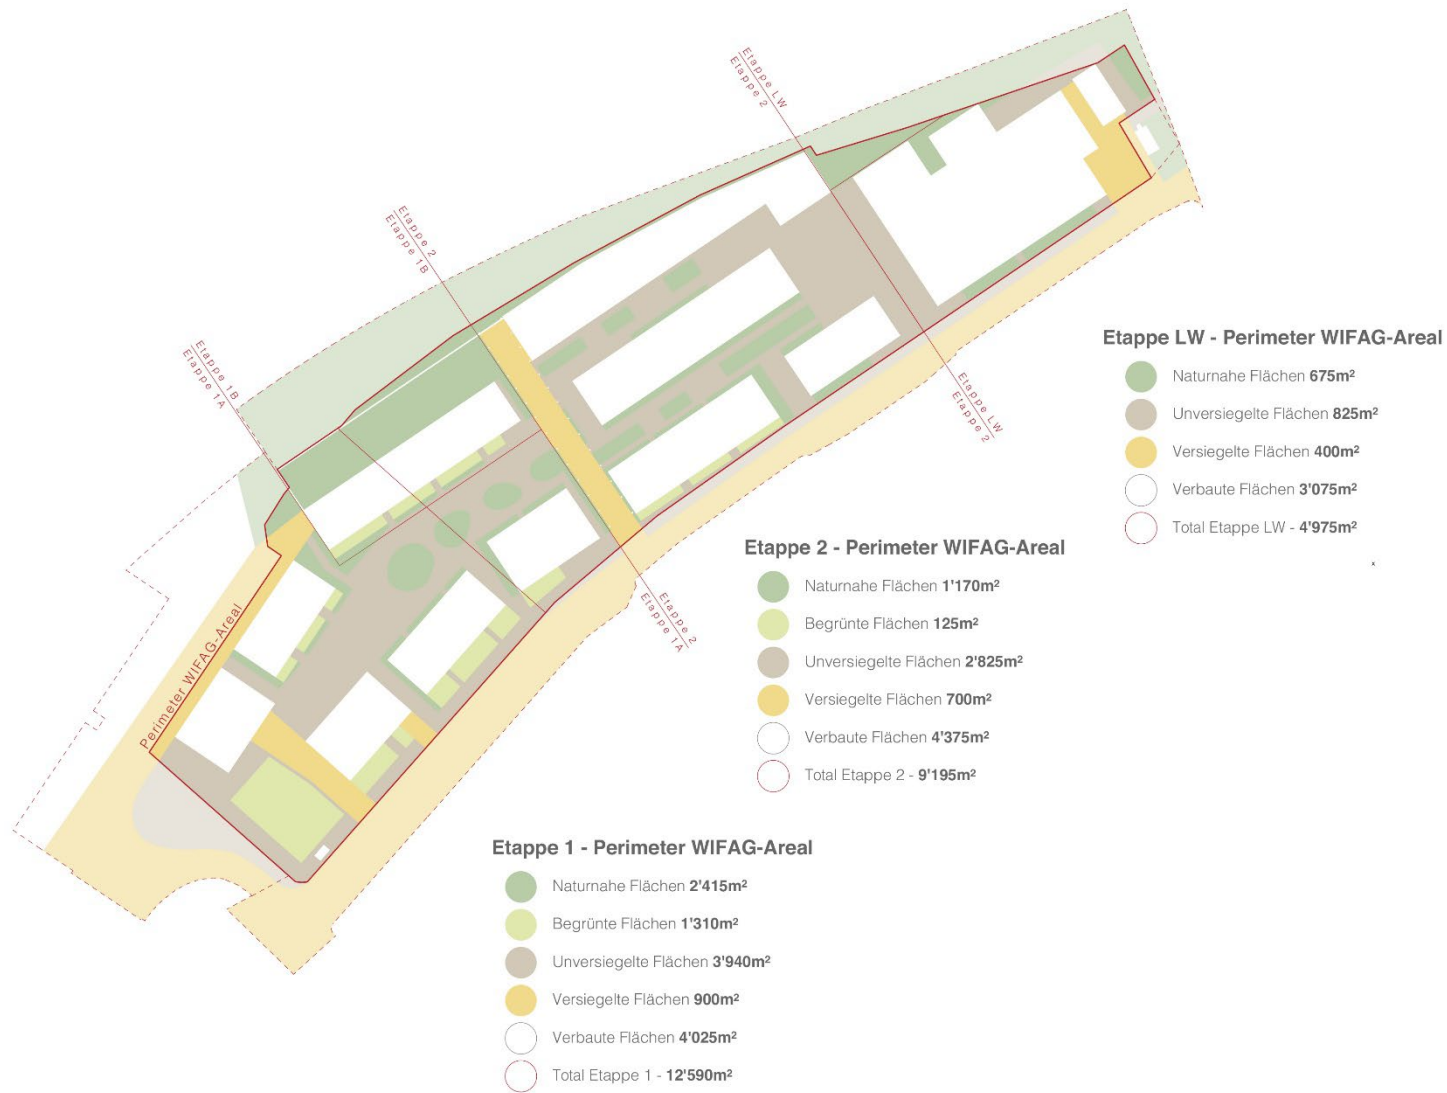 Etappe LW
Etappe 2
Etappe 2
Etappe 1B
Etappe 1B
Etappe 1A
Etappe LW
Etappe 2
Etappe 2
Etappe 1A
Perimeter WIFAG-Areal
Etappe LW - Perimeter WIFAG-Areal
Naturnahe Flächen 675m²
Unversiegelte Flächen 825m²
Versiegelte Flächen 400m²
Verbaute Flächen 3'075m²
Total Etappe LW - 4'975m²
x
Etappe 2 - Perimeter WIFAG-Areal
Naturnahe Flächen 1'170m²
Begrünte Flächen 125m²
Unversiegelte Flächen 2'825m²
Versiegelte Flächen 700m²
Verbaute Flächen 4'375m²
Total Etappe 2 - 9'195m²
Etappe 1 - Perimeter WIFAG-Areal
Naturnahe Flächen 2'415m²
Begrünte Flächen 1'310m²
Unversiegelte Flächen 3'940m²
Versiegelte Flächen 900m²
Verbaute Flächen 4'025m²
Total Etappe 1 - 12'590m²